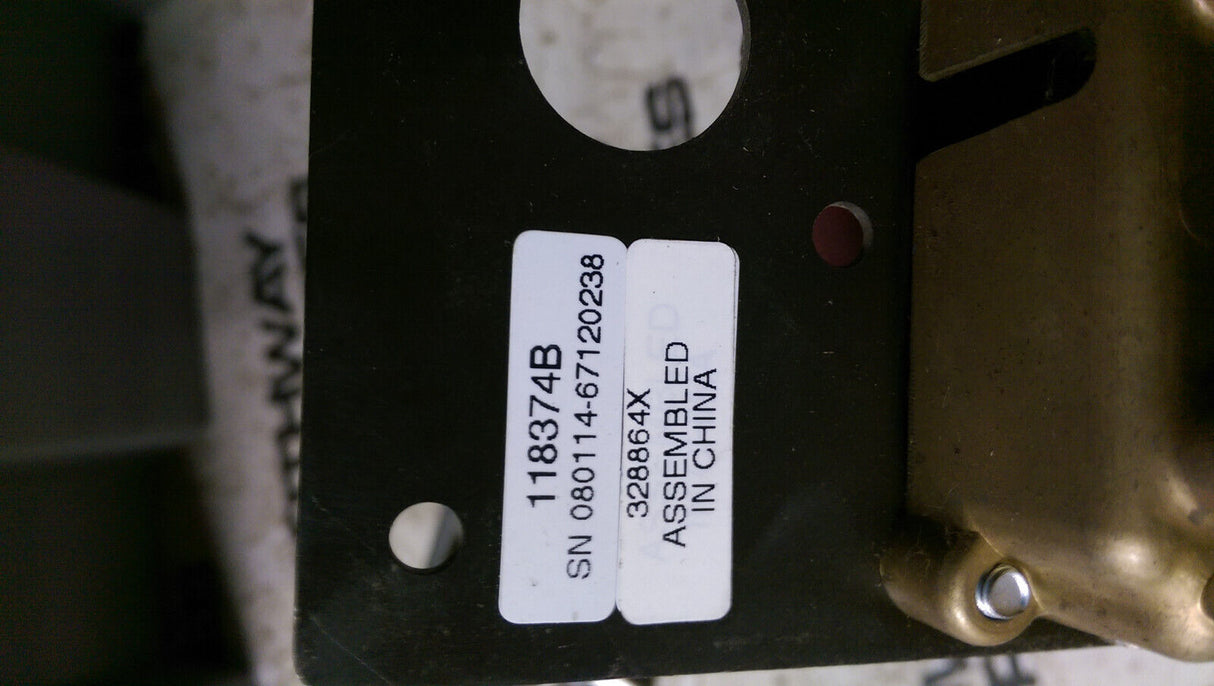 118374B
SN 080114-67120238
328864X
ASSEMBLED
IN CHINA